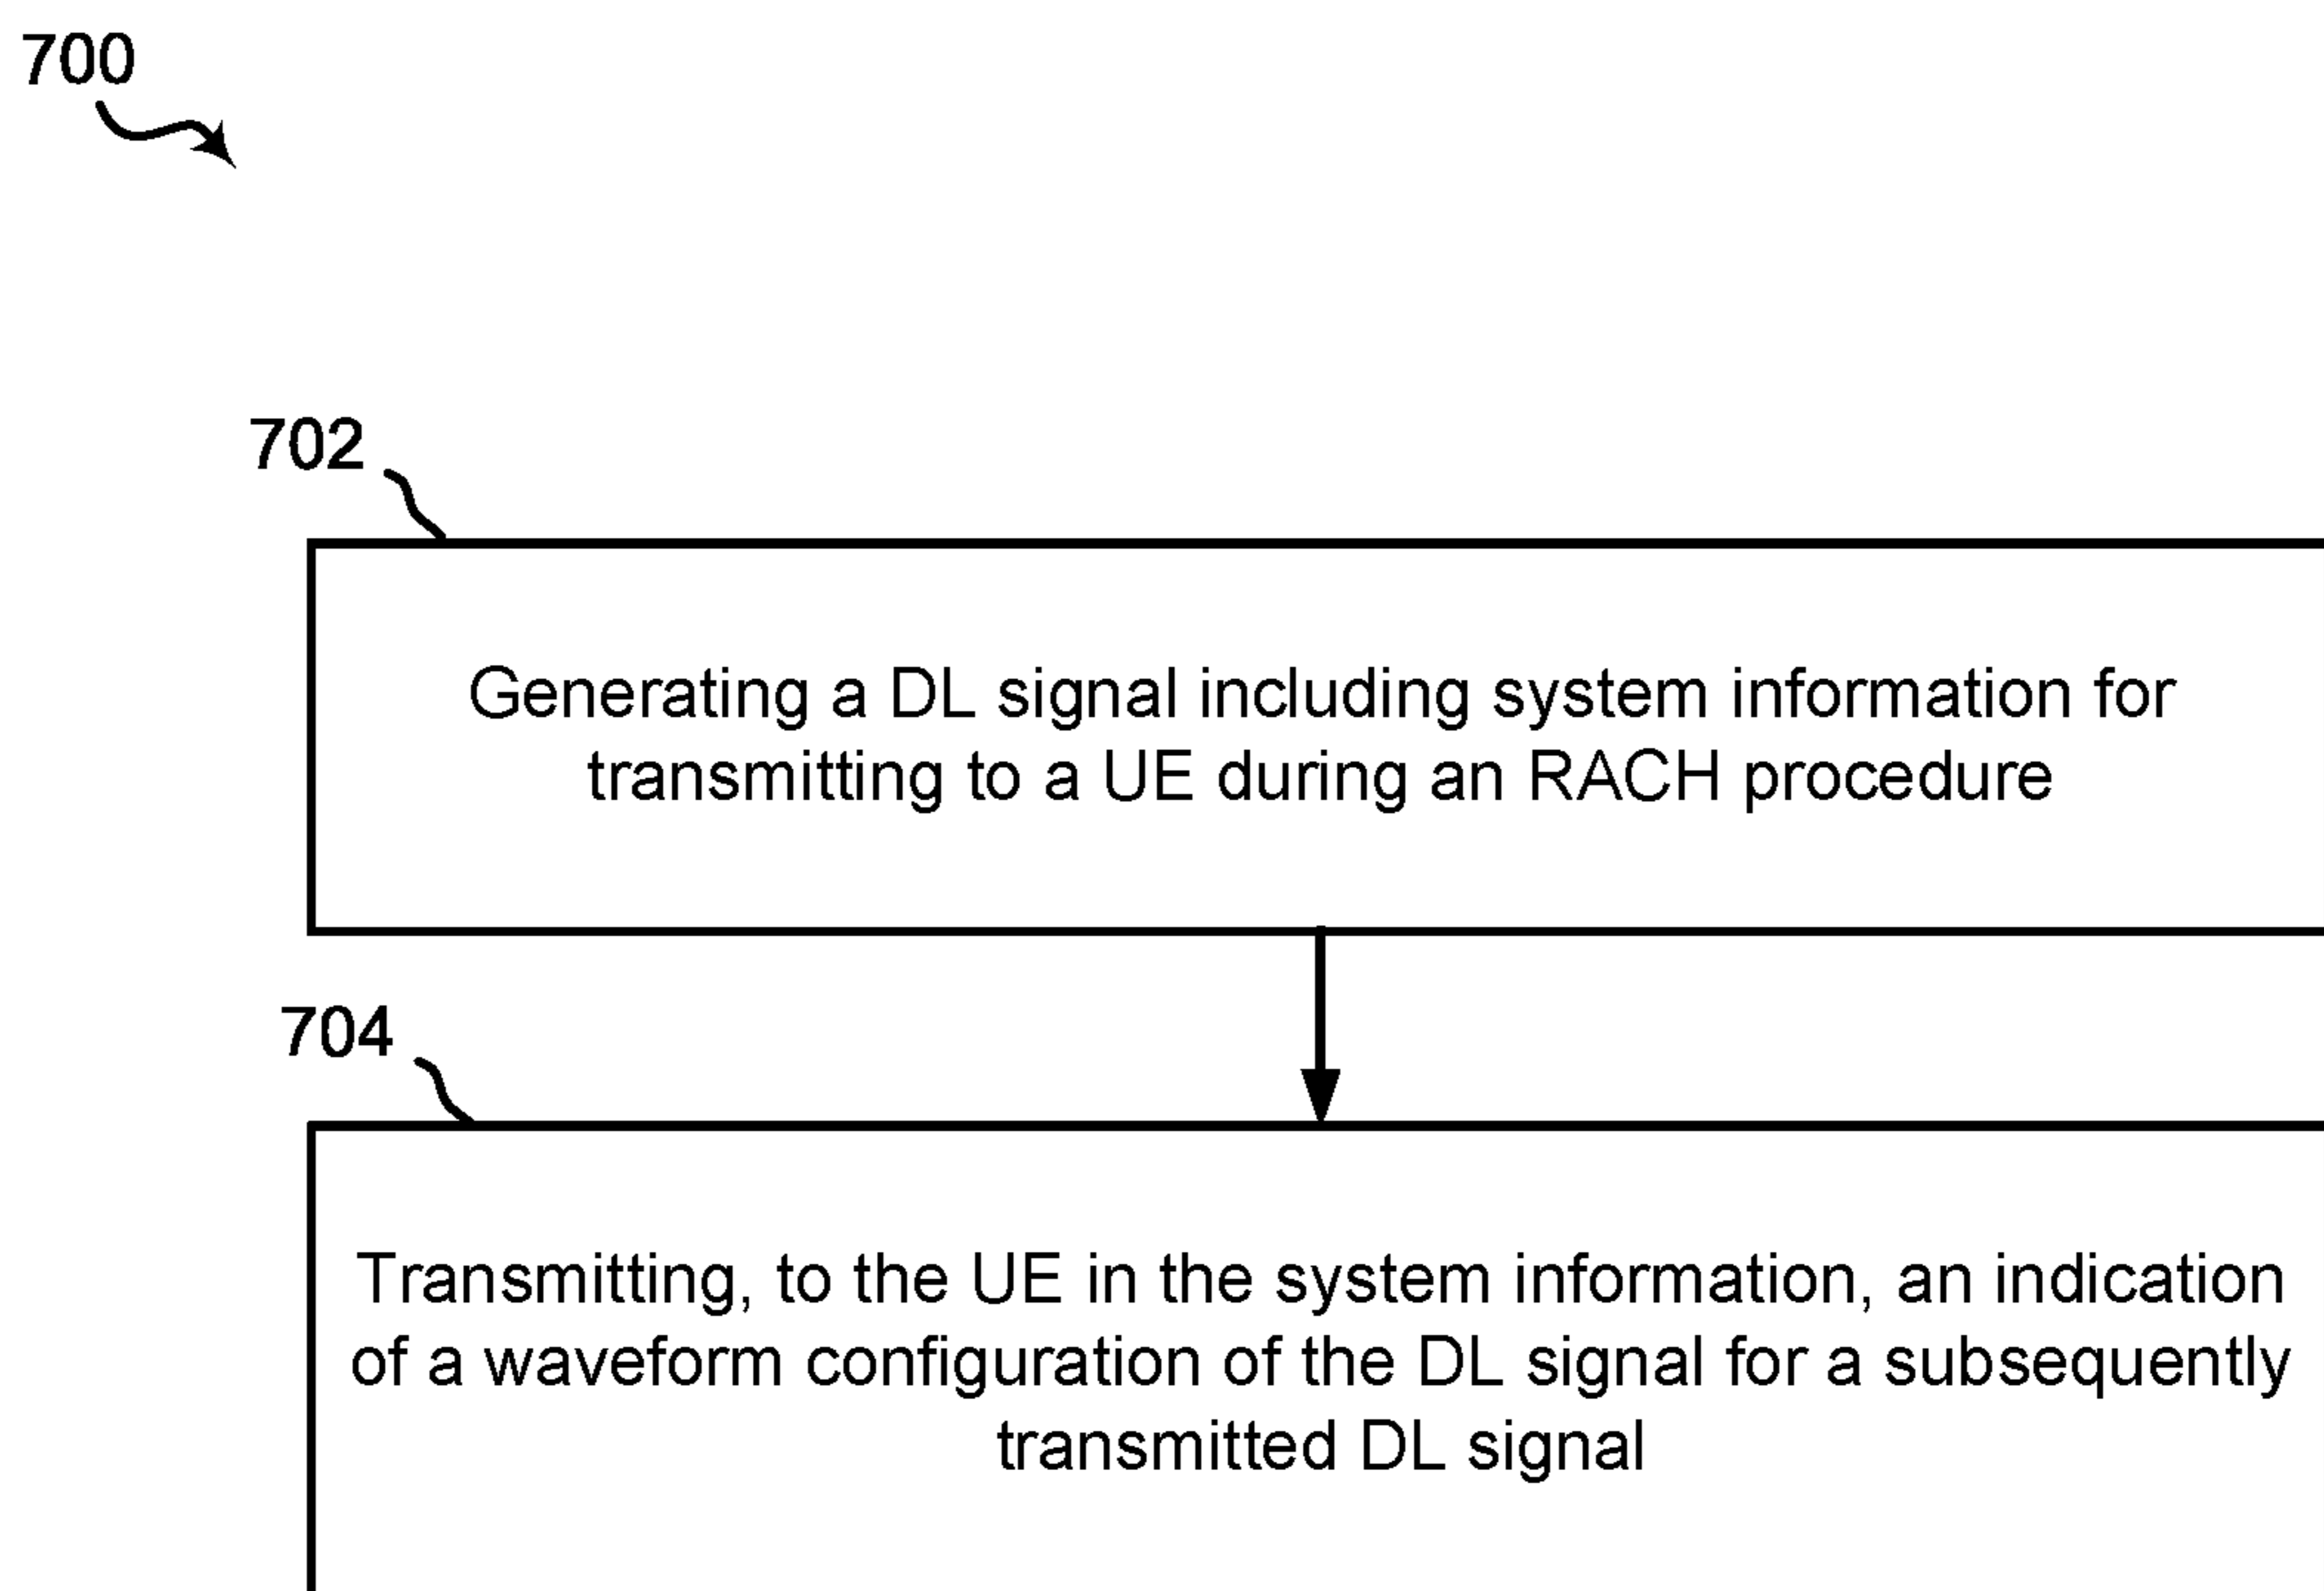 700
702
Generating a DL signal including system information for
transmitting to a UE during an RACH procedure
704
Transmitting, to the UE in the system information, an indication
of a waveform configuration of the DL signal for a subsequently
transmitted DL signal